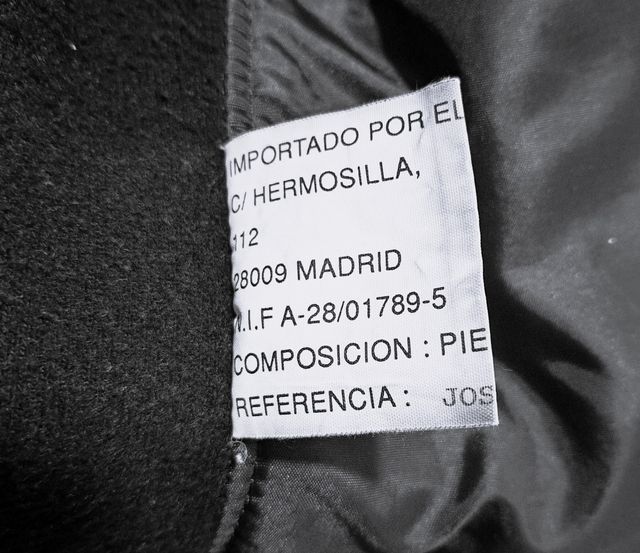 IMPORTADO POR EL
C/ HERMOSILLA,
112
28009 MADRID
N.I.F A-28/01789-5
COMPOSICION : PIE
REFERENCIA : JOS